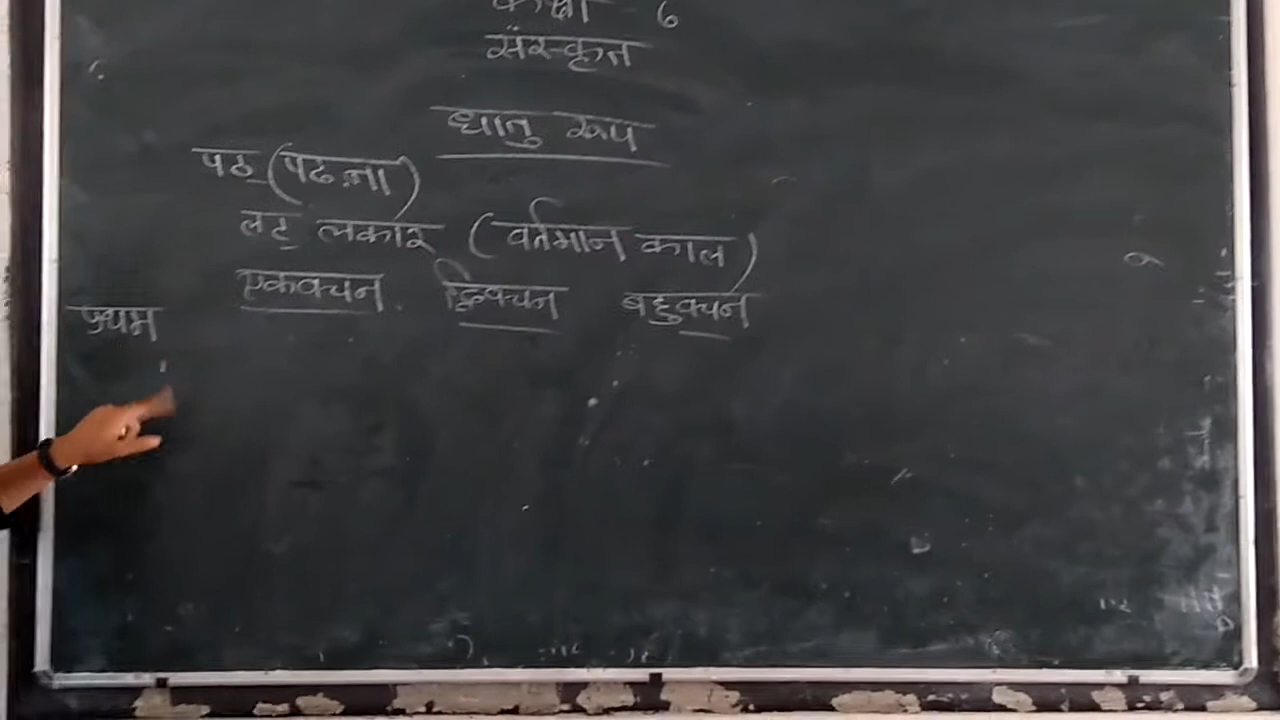 कक्षा 6
संस्कृत
धातु रूप
पठ् (पढ़ना)
लट् लकार (वर्तमान काल)
एकवचन द्विवचन बहुवचन
प्रथम